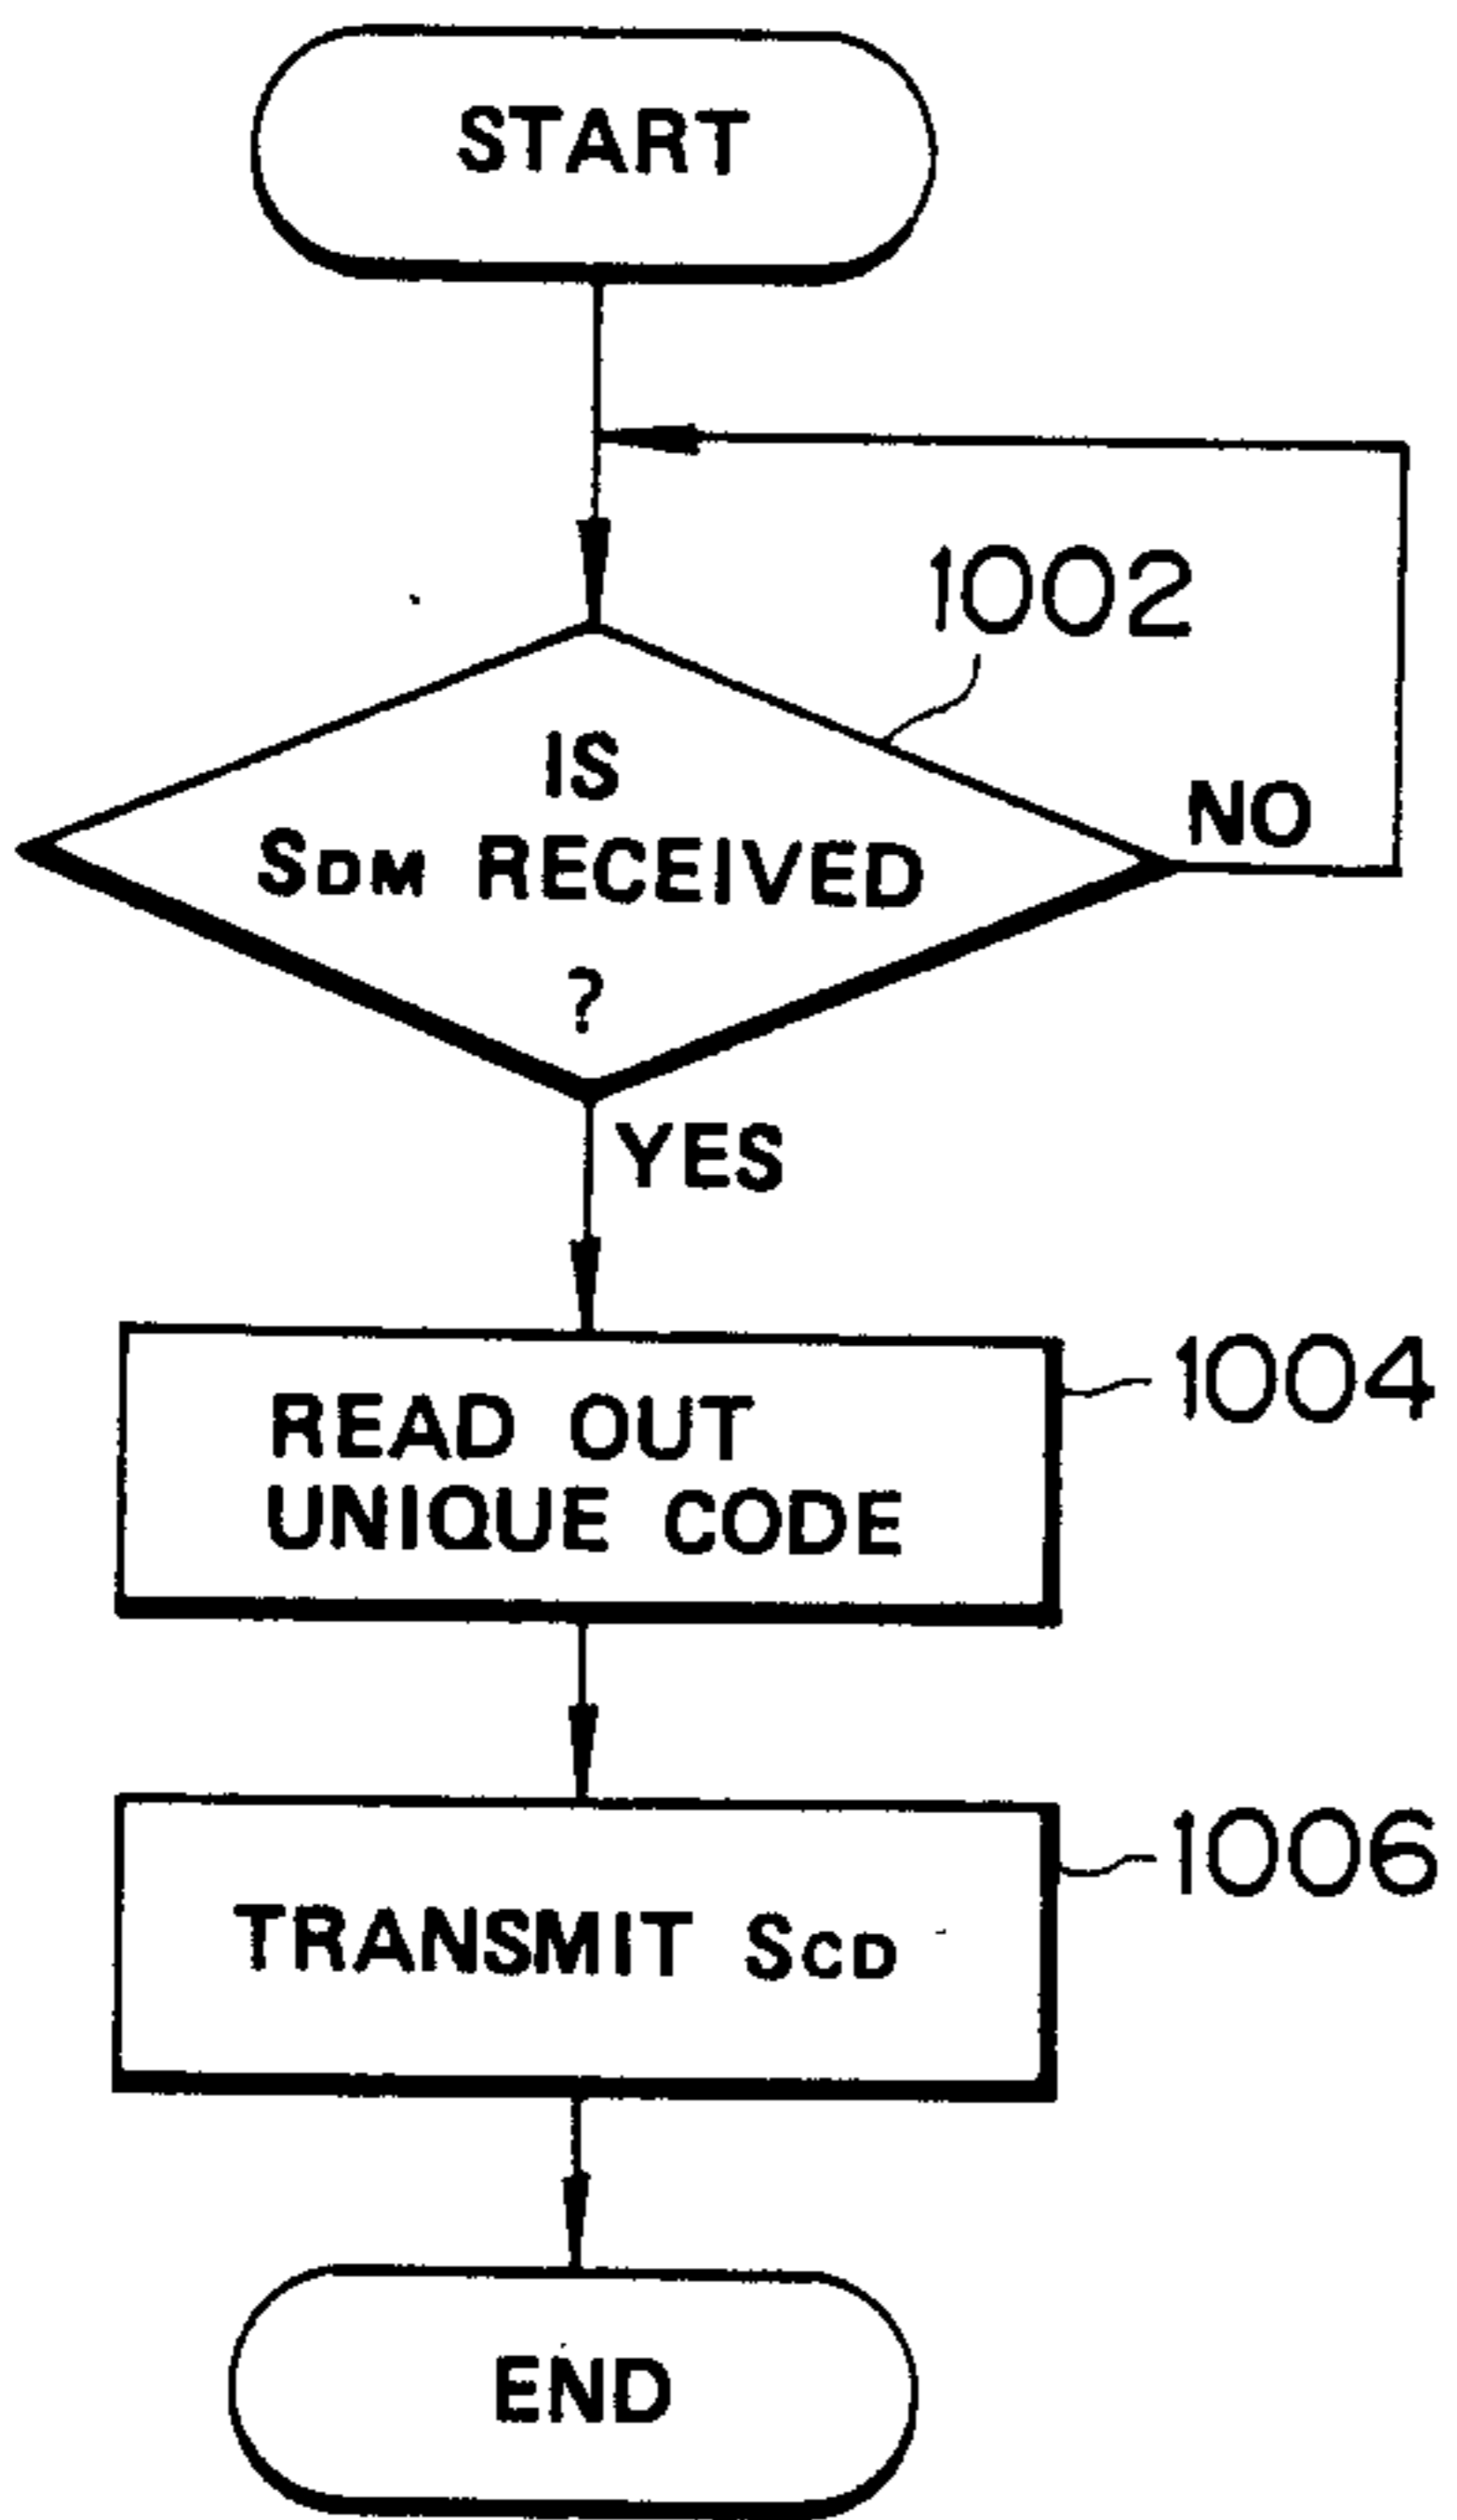 START
1002
IS
SDM RECEIVED
?
NO
YES
READ OUT
UNIQUE CODE
1004
TRANSMIT SCD
1006
END